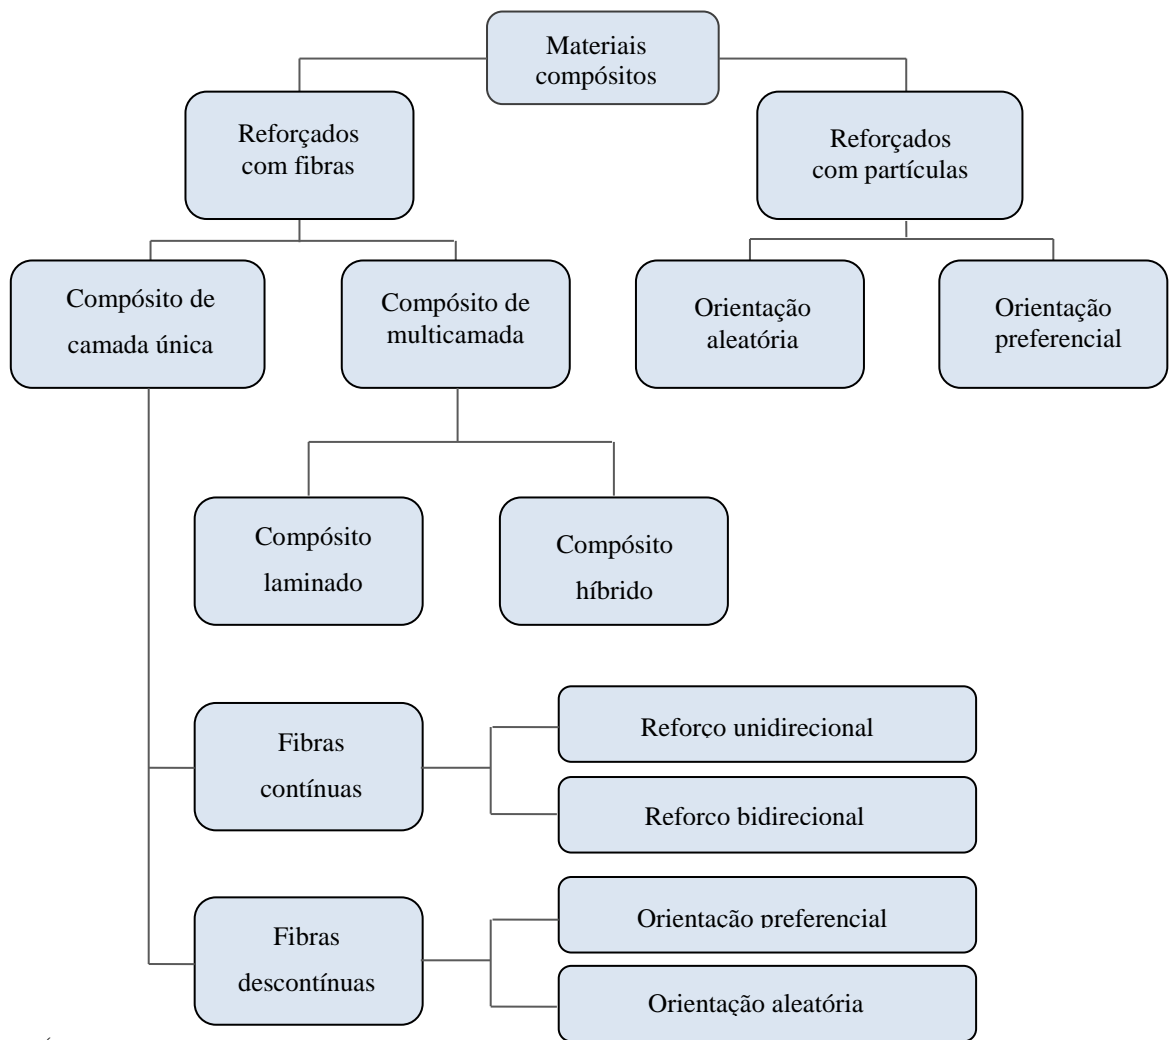 Materiais
compósitos
Reforçados
com fibras
Reforçados
com partículas
Compósito de
camada única
Compósito de
multicamada
Orientação
aleatória
Orientação
preferencial
Compósito
laminado
Compósito
híbrido
Fibras
contínuas
Reforço unidirecional
Reforço bidirecional
Fibras
descontínuas
Orientação preferencial
Orientação aleatória